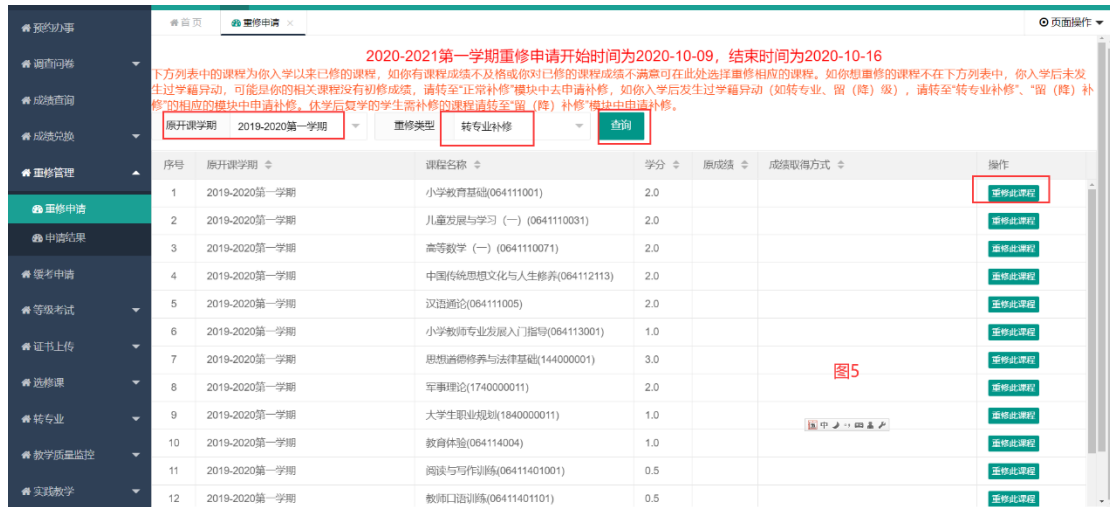 预约办事
调查问卷
成绩查询
成绩兑换
重修管理
重修申请
申请结果
缓考申请
等级考试
证书上传
选修课
转专业
教学质量监控
实践教学
首页 重修申请 × 页面操作
2020-2021第一学期重修申请开始时间为2020-10-09，结束时间为2020-10-16
下方列表中的课程为你入学以来已修的课程，如你有课程成绩不及格或你对已修的课程成绩不满意可在此处选择重修相应的课程。如你想重修的课程不在下方列表中，你入学后未发
生过学籍异动，可能是你的相关课程没有初修成绩，请转至“正常补修”模块中去申请补修，如你入学后发生过学籍异动（如转专业、留（降）级），请转至“转专业补修”、“留（降）补
修”的相应的模块中申请补修。休学后复学的学生需补修的课程请转至“留（降）补修”模块中申请补修。
原开课学期 2019-2020第一学期 重修类型 转专业补修 查询
序号 原开课学期 课程名称 学分 原成绩 成绩取得方式 操作
1 2019-2020第一学期 小学教育基础(064111001) 2.0 重修此课程
2 2019-2020第一学期 儿童发展与学习（一）(0641110031) 2.0 重修此课程
3 2019-2020第一学期 高等数学（一）(0641110071) 2.0 重修此课程
4 2019-2020第一学期 中国传统思想文化与人生修养(064112113) 2.0 重修此课程
5 2019-2020第一学期 汉语通论(064111005) 2.0 重修此课程
6 2019-2020第一学期 小学教师专业发展入门指导(064113001) 1.0 重修此课程
7 2019-2020第一学期 思想道德修养与法律基础(144000001) 3.0 重修此课程
图5
8 2019-2020第一学期 军事理论(1740000011) 2.0 重修此课程
9 2019-2020第一学期 大学生职业规划(1840000011) 1.0 重修此课程
中
10 2019-2020第一学期 教育体验(064114004) 1.0 重修此课程
11 2019-2020第一学期 阅读与写作训练(06411401001) 0.5 重修此课程
12 2019-2020第一学期 教师口语训练(06411401101) 0.5 重修此课程